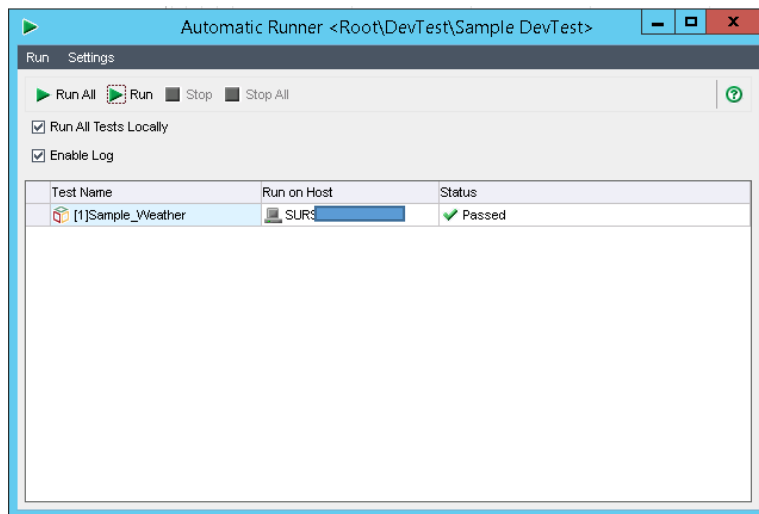 Automatic Runner <Root\DevTest\Sample DevTest>
Run Settings
Run All Run Stop Stop All
Run All Tests Locally
Enable Log
Test Name Run on Host Status
[1]Sample_Weather SURS Passed